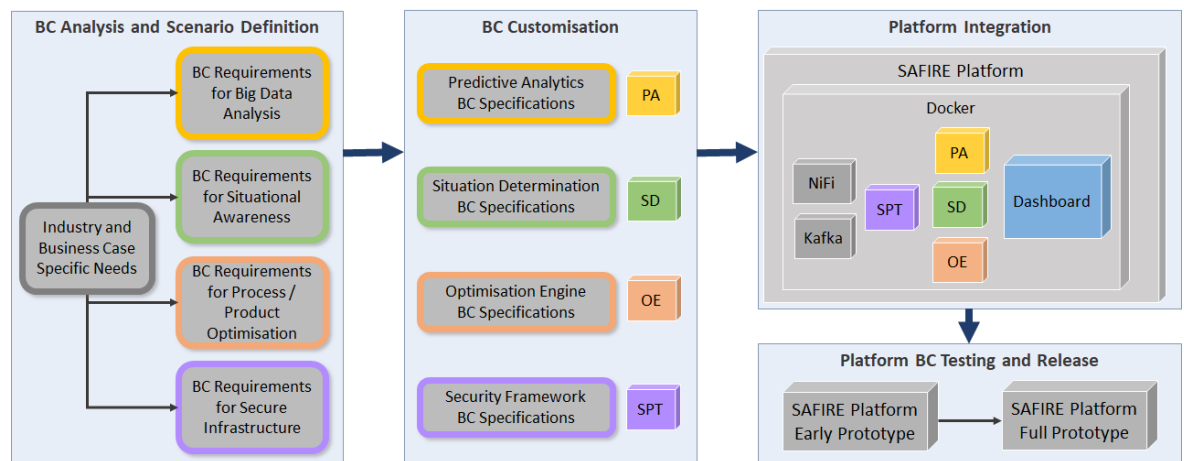 BC Analysis and Scenario Definition
BC Requirements
for Big Data
Analysis
BC Requirements
for Situational
Awareness
Industry and
Business Case
Specific Needs
BC Requirements
for Process /
Product
Optimisation
BC Requirements
for Secure
Infrastructure
BC Customisation
Predictive Analytics
BC Specifications
PA
Situation Determination
BC Specifications
SD
Optimisation Engine
BC Specifications
OE
Security Framework
BC Specifications
SPT
Platform Integration
SAFIRE Platform
Docker
NiFi
Kafka
SPT
PA
SD
OE
Dashboard
Platform BC Testing and Release
SAFIRE Platform
Early Prototype
SAFIRE Platform
Full Prototype